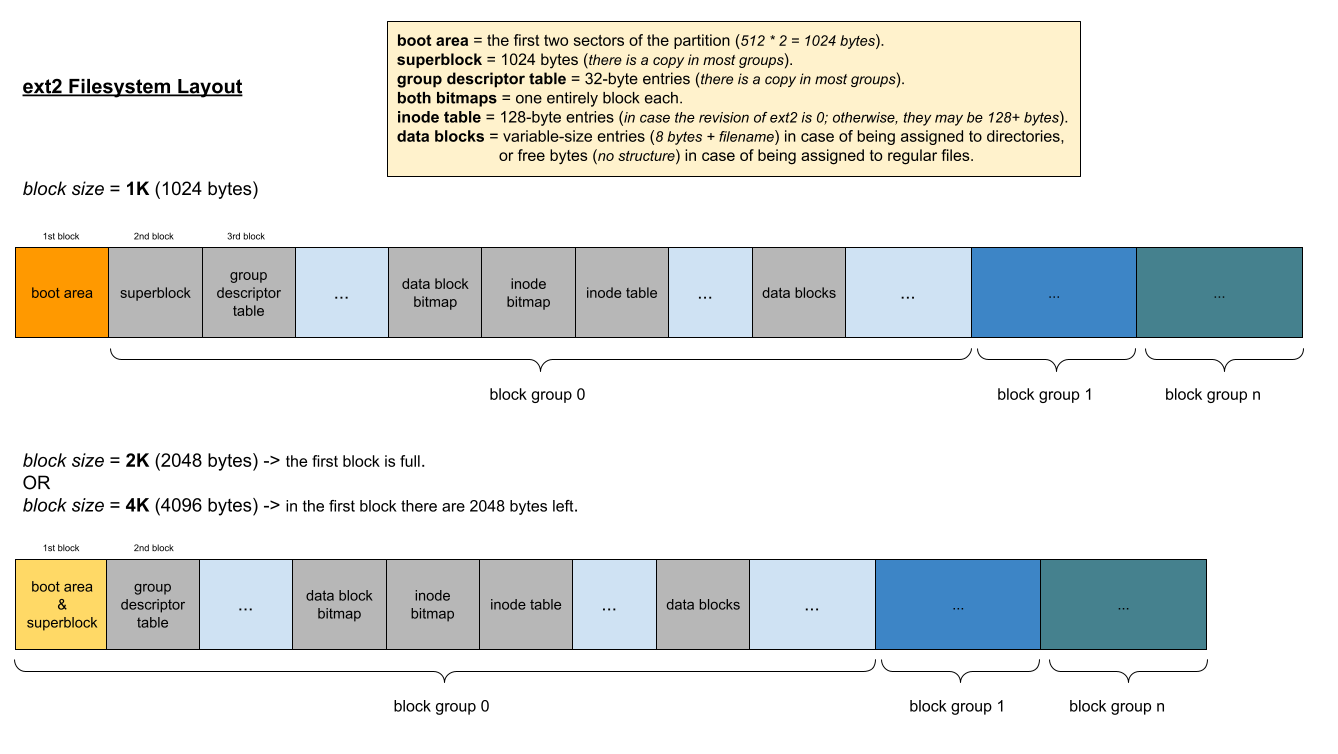 boot area = the first two sectors of the partition (512 * 2 = 1024 bytes).
superblock = 1024 bytes (there is a copy in most groups).
group descriptor table = 32-byte entries (there is a copy in most groups).
both bitmaps = one entirely block each.
inode table = 128-byte entries (in case the revision of ext2 is 0; otherwise, they may be 128+ bytes).
data blocks = variable-size entries (8 bytes + filename) in case of being assigned to directories,
or free bytes (no structure) in case of being assigned to regular files.
ext2 Filesystem Layout
block size = 1K (1024 bytes)
1st block
2nd block
3rd block
boot area
superblock
group
descriptor
table
...
data block
bitmap
inode
bitmap
inode table
...
data blocks
...
...
...
block group 0
block group 1
block group n
block size = 2K (2048 bytes) -> the first block is full.
OR
block size = 4K (4096 bytes) -> in the first block there are 2048 bytes left.
1st block
2nd block
boot area
&
superblock
group
descriptor
table
...
data block
bitmap
inode
bitmap
inode table
...
data blocks
...
...
...
block group 0
block group 1
block group n